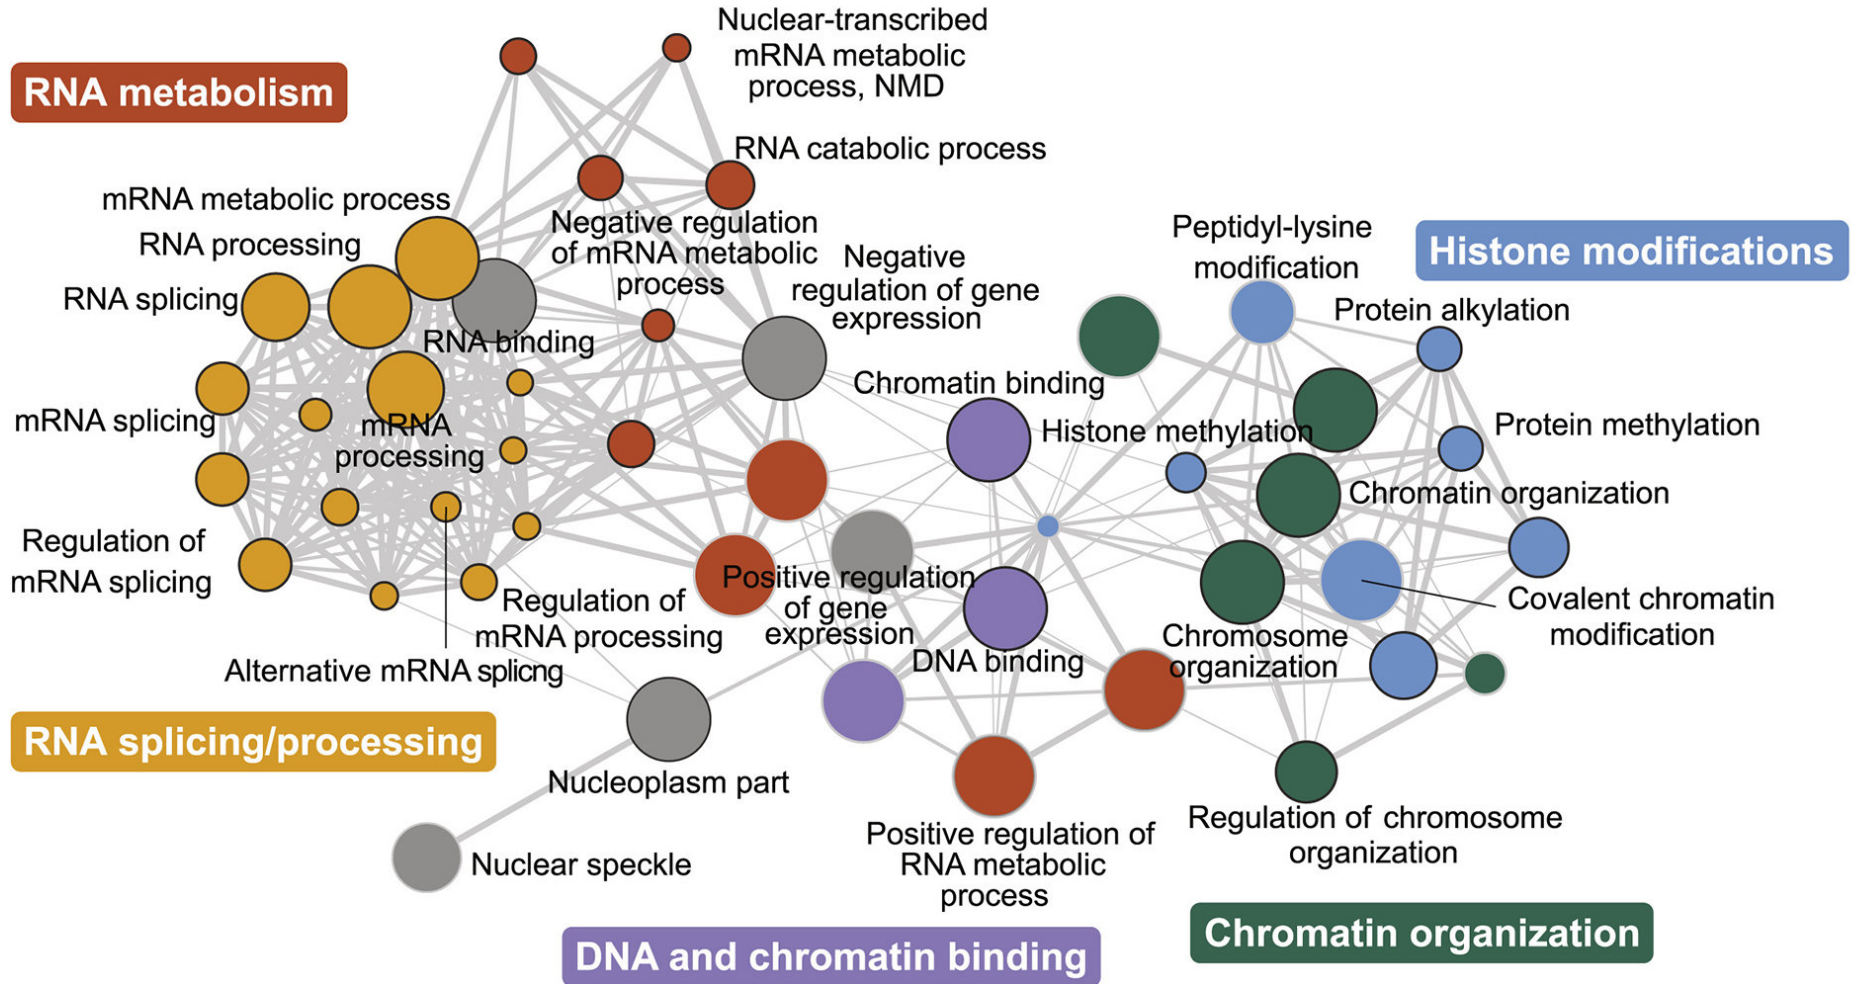 Nuclear-transcribed
mRNA metabolic
process, NMD
RNA metabolism
RNA catabolic process
mRNA metabolic process
RNA processing
RNA splicing
RNA binding
Negative regulation
of mRNA metabolic
process
Negative
regulation of gene
expression
Peptidyl-lysine
modification
Histone modifications
Protein alkylation
Chromatin binding
Histone methylation
Protein methylation
mRNA splicing
mRNA
processing
Chromatin organization
Regulation of
mRNA splicing
Regulation of
mRNA processing
Alternative mRNA splicng
Positive regulation
of gene
expression
DNA binding
Chromosome
organization
Covalent chromatin
modification
RNA splicing/processing
Nucleoplasm part
Nuclear speckle
Positive regulation of
RNA metabolic
process
Regulation of chromosome
organization
DNA and chromatin binding
Chromatin organization